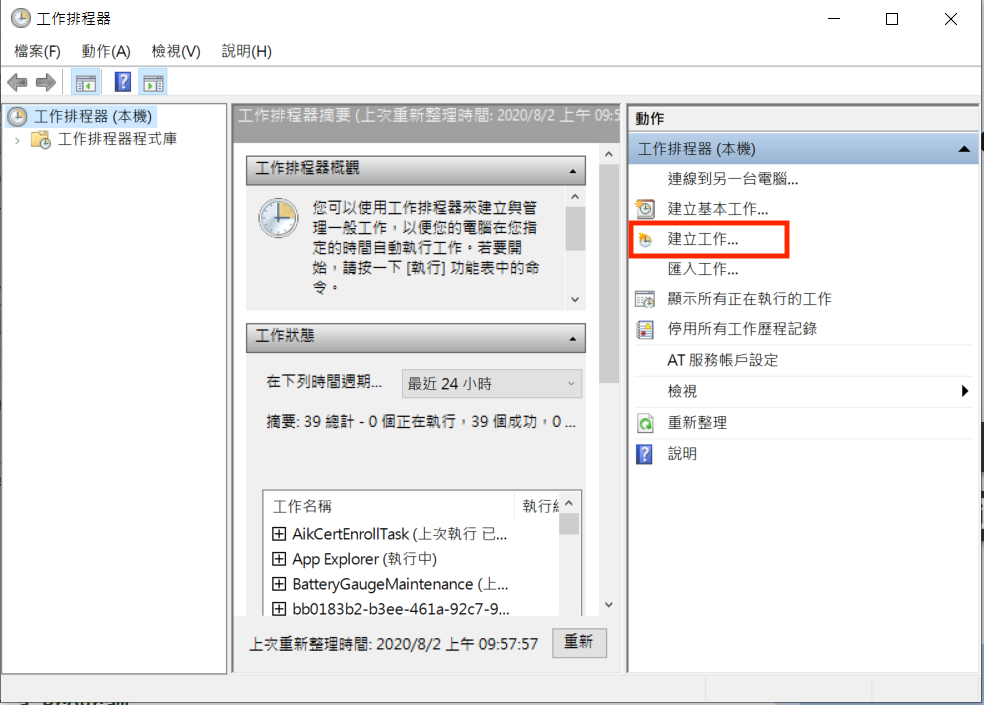 工作排程器
檔案(F) 動作(A) 檢視(V) 說明(H)
工作排程器 (本機)
工作排程器程式庫
工作排程器摘要 (上次重新整理時間: 2020/8/2 上午 09:5
工作排程器概觀
您可以使用工作排程器來建立與管
理一般工作，以便您的電腦在您指
定的時間自動執行工作。若要開
始，請按一下 [執行] 功能表中的命
令。
工作狀態
在下列時間週期... 最近 24 小時
摘要: 39 總計 - 0 個正在執行，39 個成功，0 ...
工作名稱 執行
AikCertEnrollTask (上次執行 已...
App Explorer (執行中)
BatteryGaugeMaintenance (上...
bb0183b2-b3ee-461a-92c7-9...
上次重新整理時間: 2020/8/2 上午 09:57:57 重新
動作
工作排程器 (本機)
連線到另一台電腦...
建立基本工作...
建立工作...
匯入工作...
顯示所有正在執行的工作
停用所有工作歷程記錄
AT 服務帳戶設定
檢視
重新整理
說明